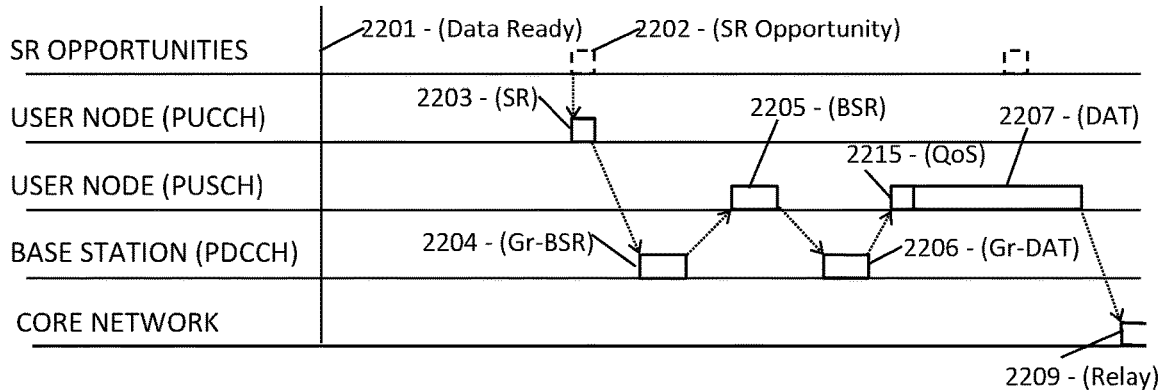 2201 - (Data Ready)
2202 - (SR Opportunity)
SR OPPORTUNITIES
2203 - (SR)
2205 - (BSR)
2207 - (DAT)
USER NODE (PUCCH)
2215 - (QoS)
USER NODE (PUSCH)
2204 - (Gr-BSR)
2206 - (Gr-DAT)
BASE STATION (PDCCH)
CORE NETWORK
2209 - (Relay)